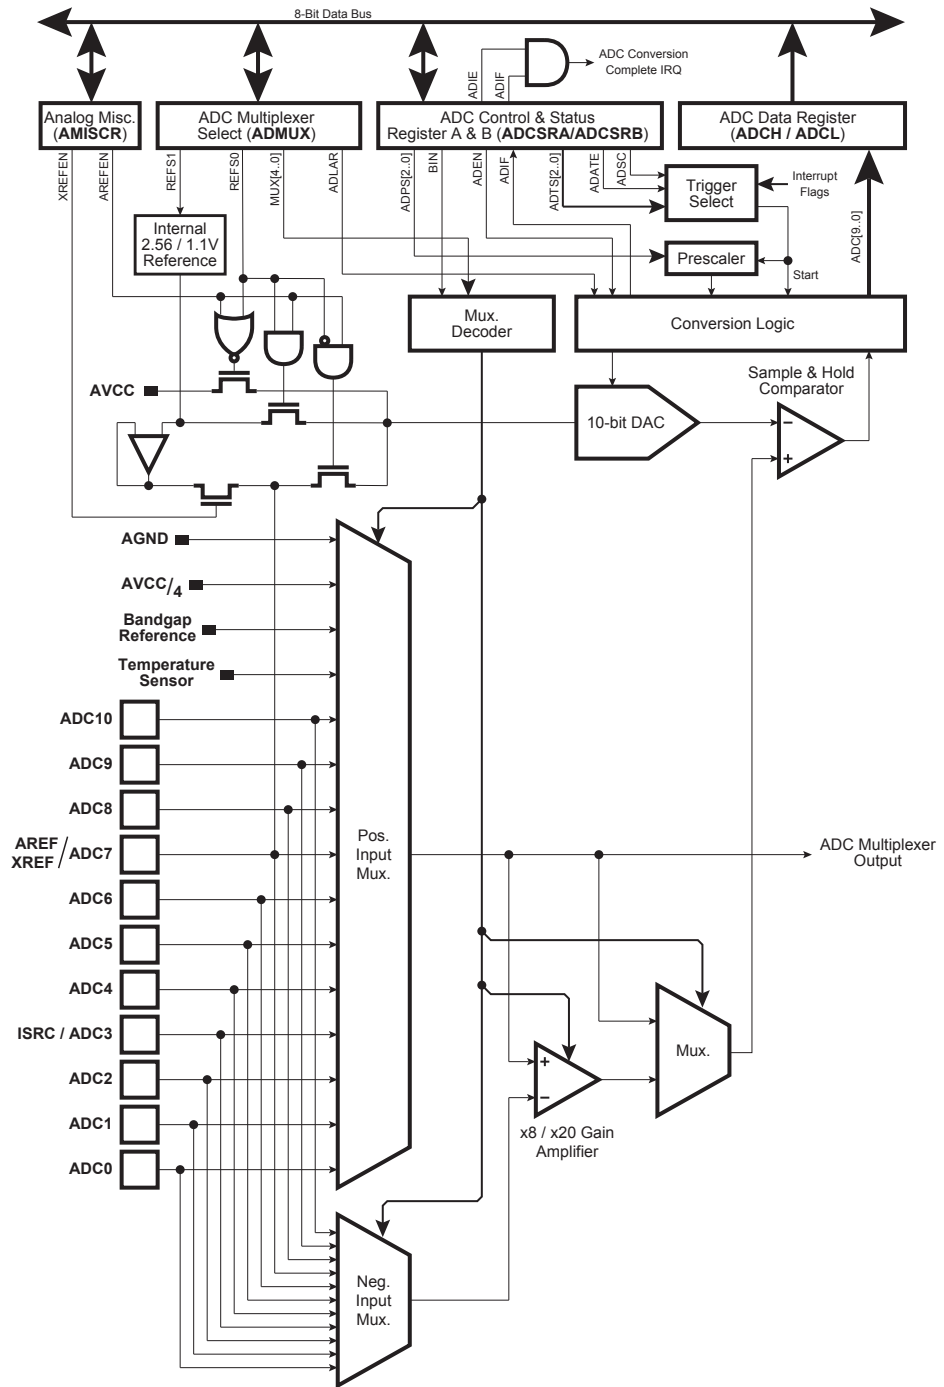 8-Bit Data Bus
ADIE
ADIF
ADC Conversion
Complete IRQ
Analog Misc.
(AMISCR)
ADC Multiplexer
Select (ADMUX)
ADC Control & Status
Register A & B (ADCSRA/ADCSRB)
ADC Data Register
(ADCH / ADCL)
XREFEN
AREFEN
REFS1
REFS0
MUX[4..0]
ADLAR
ADPS[2..0]
BIN
ADEN
ADIF
ADTS[2..0]
ADATE
ADSC
Trigger
Select
Interrupt
Flags
ADC[9..0]
Internal
2.56 / 1.1V
Reference
Prescaler
Start
Mux.
Decoder
Conversion Logic
Sample & Hold
Comparator
AVCC
10-bit DAC
−
+
AGND
AVCC/4
Bandgap
Reference
Temperature
Sensor
ADC10
ADC9
ADC8
AREF
XREF / ADC7
ADC6
ADC5
ADC4
ISRC / ADC3
ADC2
ADC1
ADC0
Pos.
Input
Mux.
ADC Multiplexer
Output
Mux.
+
−
x8 / x20 Gain
Amplifier
Neg.
Input
Mux.